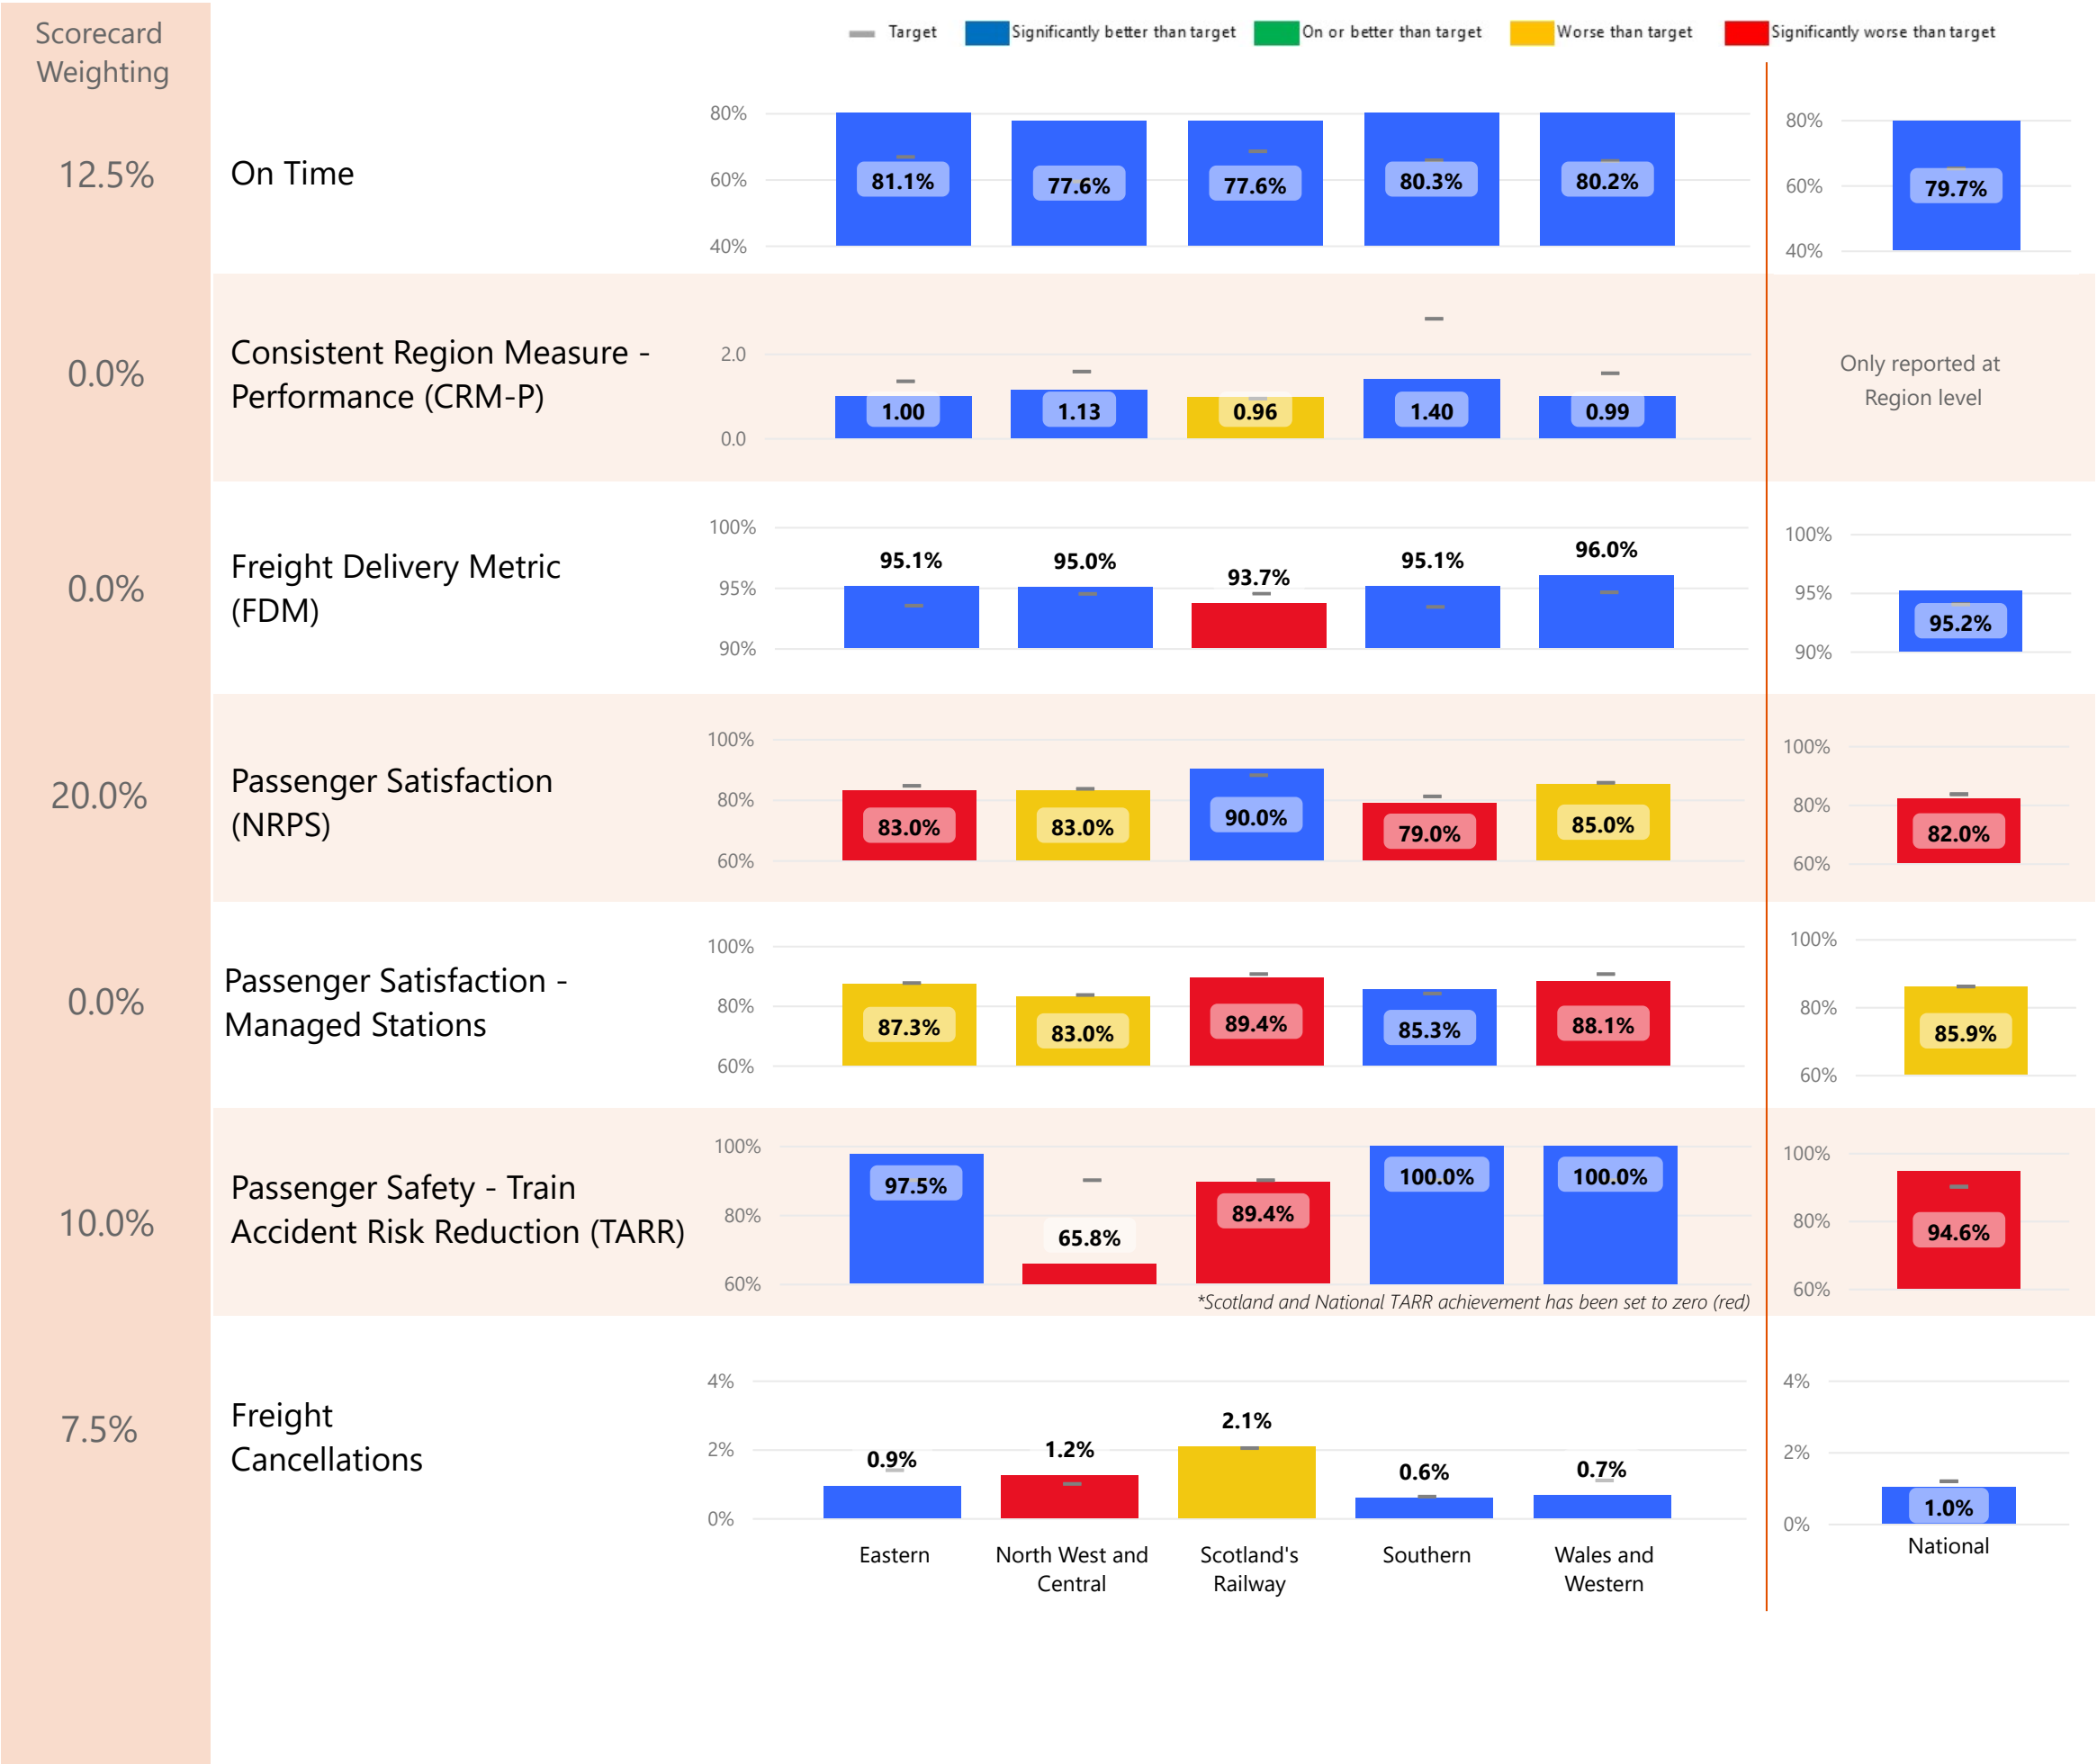 Scorecard
Weighting
Target
Significantly better than target
On or better than target
Worse than target
Significantly worse than target
12.5%
On Time
80%
60%
40%
81.1%
77.6%
77.6%
80.3%
80.2%
80%
60%
40%
79.7%
0.0%
Consistent Region Measure -
Performance (CRM-P)
2.0
0.0
1.00
1.13
0.96
1.40
0.99
Only reported at
Region level
0.0%
Freight Delivery Metric
(FDM)
100%
95%
90%
95.1%
95.0%
93.7%
95.1%
96.0%
100%
95%
90%
95.2%
20.0%
Passenger Satisfaction
(NRPS)
100%
80%
60%
83.0%
83.0%
90.0%
79.0%
85.0%
100%
80%
60%
82.0%
0.0%
Passenger Satisfaction -
Managed Stations
100%
80%
60%
87.3%
83.0%
89.4%
85.3%
88.1%
100%
80%
60%
85.9%
10.0%
Passenger Safety - Train
Accident Risk Reduction (TARR)
100%
80%
60%
97.5%
65.8%
89.4%
100.0%
100.0%
100%
80%
60%
94.6%
*Scotland and National TARR achievement has been set to zero (red)
7.5%
Freight
Cancellations
4%
2%
0%
0.9%
1.2%
2.1%
0.6%
0.7%
4%
2%
0%
1.0%
Eastern
North West and
Central
Scotland's
Railway
Southern
Wales and
Western
National